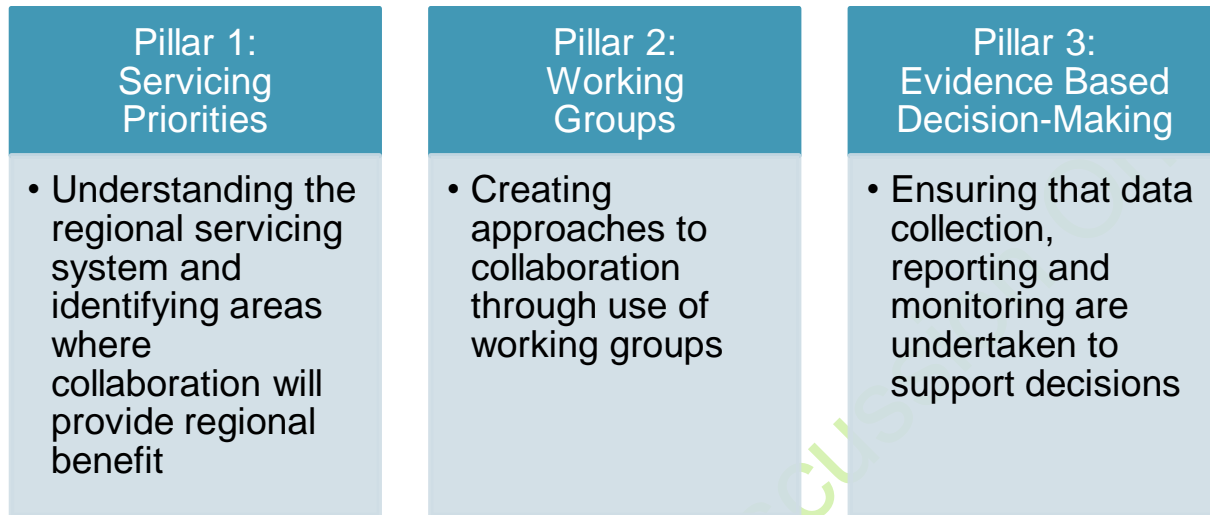 Pillar 1:
Servicing
Priorities
• Understanding the
regional servicing
system and
identifying areas
where
collaboration will
provide regional
benefit
Pillar 2:
Working
Groups
• Creating
approaches to
collaboration
through use of
working groups
Pillar 3:
Evidence Based
Decision-Making
• Ensuring that data
collection,
reporting and
monitoring are
undertaken to
support decisions